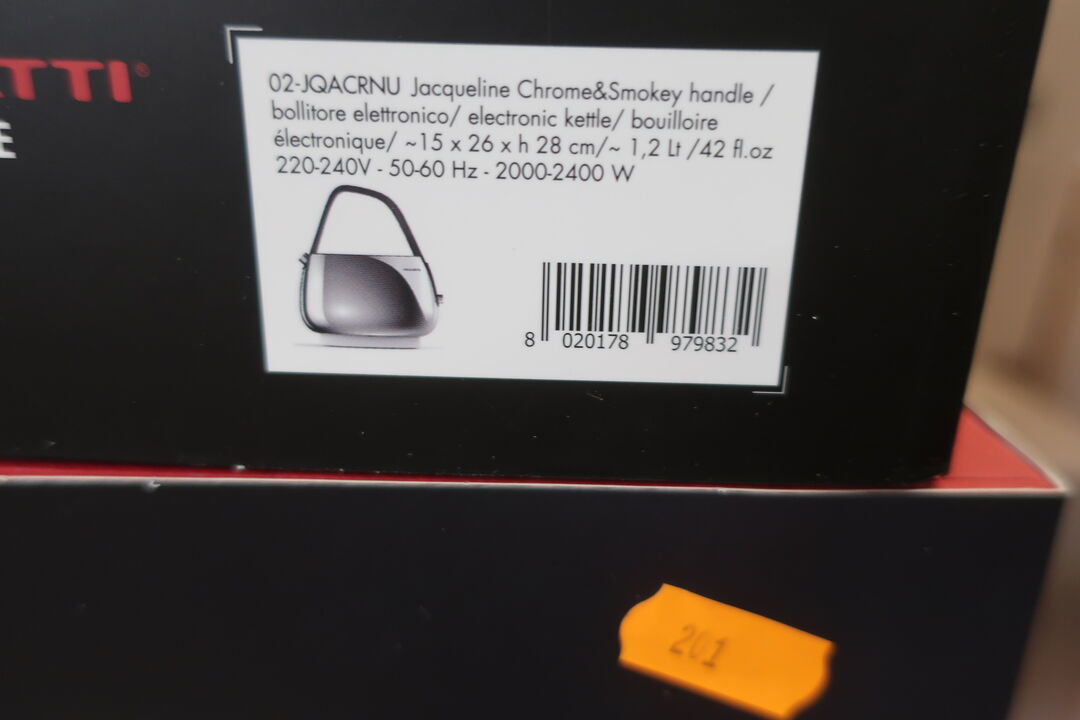 TTI®
E
02-JQACRNU Jacqueline Chrome&Smokey handle /
bollitore elettronico/ electronic kettle/ bouilloire
électronique/ ~15 x 26 x h 28 cm/~ 1,2 Lt /42 fl.oz
220-240V - 50-60 Hz - 2000-2400 W
8 020178 979832
201